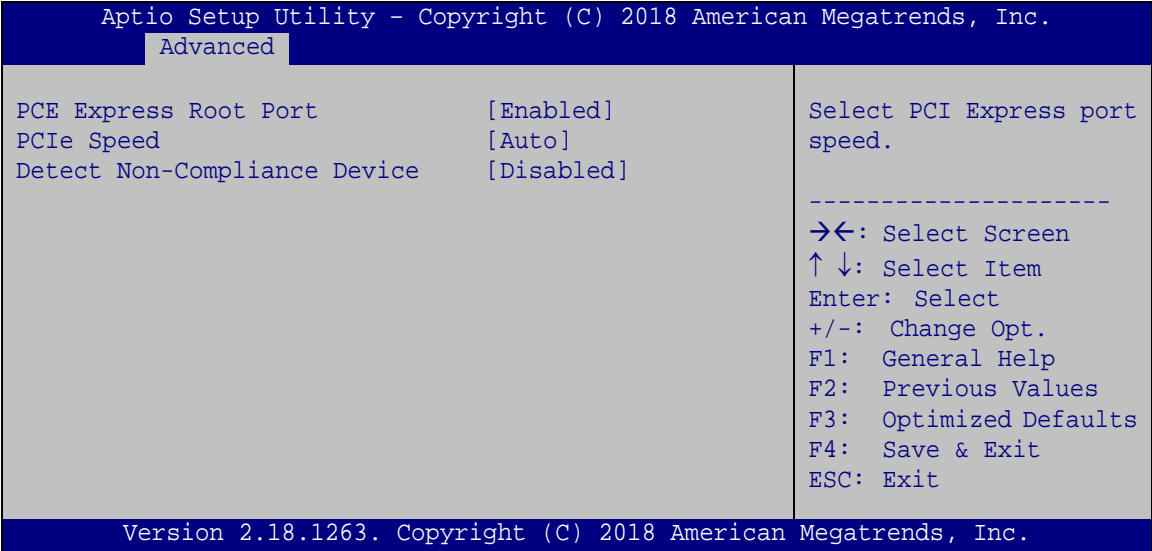 Aptio Setup Utility – Copyright (C) 2018 American Megatrends, Inc.
Advanced
PCE Express Root Port [Enabled]
PCIe Speed [Auto]
Detect Non-Compliance Device [Disabled]
Select PCI Express port
speed.
---------------------
→←: Select Screen
↑ ↓: Select Item
Enter: Select
+/-: Change Opt.
F1: General Help
F2: Previous Values
F3: Optimized Defaults
F4: Save & Exit
ESC: Exit
Version 2.18.1263. Copyright (C) 2018 American Megatrends, Inc.